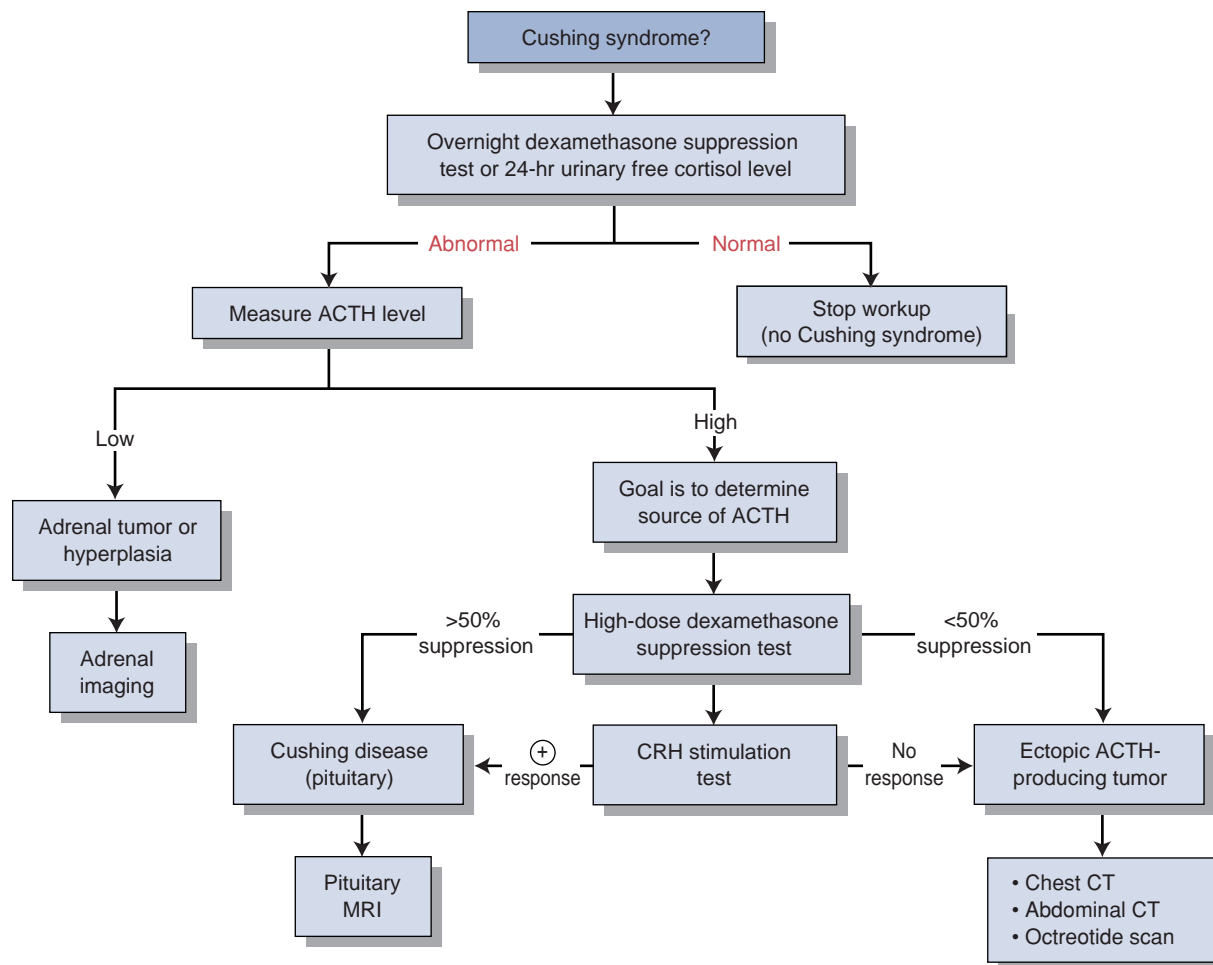 Cushing syndrome?
Overnight dexamethasone suppression
test or 24-hr urinary free cortisol level
Abnormal
Normal
Measure ACTH level
Stop workup
(no Cushing syndrome)
Low
High
Adrenal tumor or
hyperplasia
Goal is to determine
source of ACTH
Adrenal
imaging
>50%
suppression
High-dose dexamethasone
suppression test
<50%
suppression
Cushing disease
(pituitary)
+
response
CRH stimulation
test
No
response
Ectopic ACTH-
producing tumor
Pituitary
MRI
• Chest CT
• Abdominal CT
• Octreotide scan